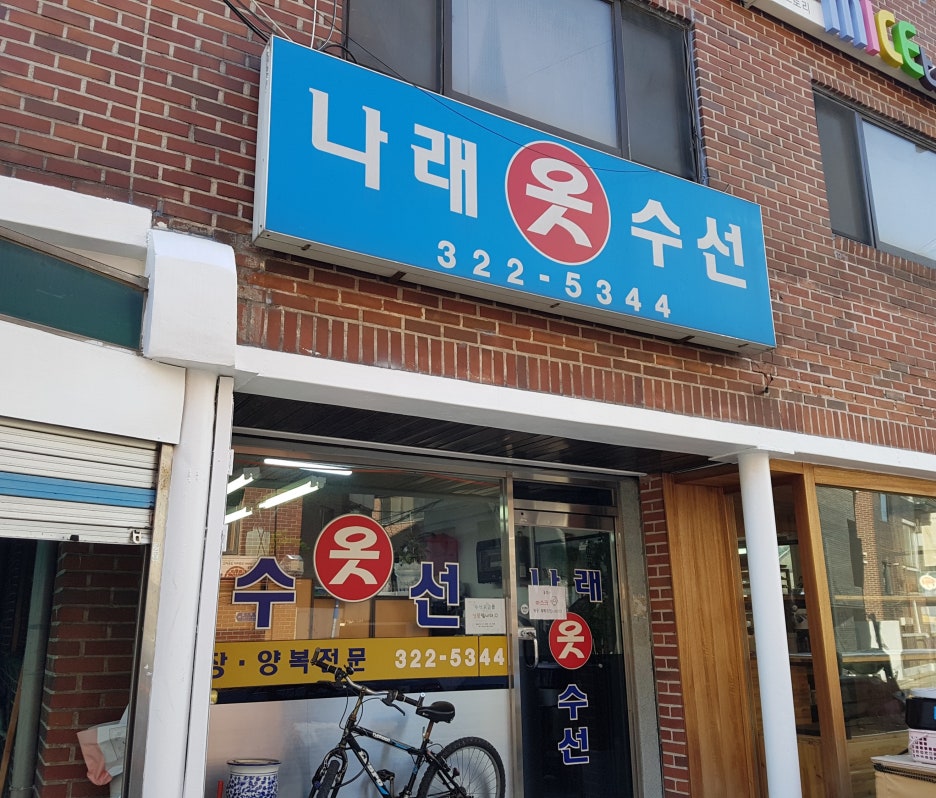 나래 옷 수선
322-5344
수 옷 선
장·양복전문 322-5344
나래
옷
수
선